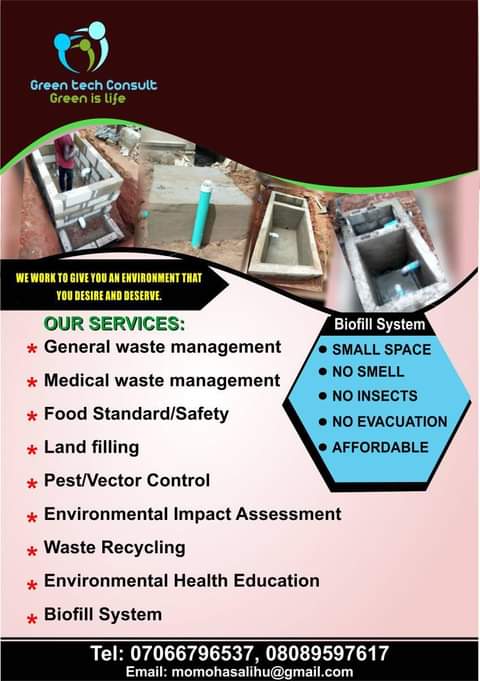 Green tech Consult
Green is life
WE WORK TO GIVE YOU AN ENVIRONMENT THAT
YOU DESIRE AND DESERVE.
OUR SERVICES:
* General waste management
* Medical waste management
* Food Standard/Safety
* Land filling
* Pest/Vector Control
* Environmental Impact Assessment
* Waste Recycling
* Environmental Health Education
* Biofill System
Biofill System
• SMALL SPACE
• NO SMELL
• NO INSECTS
• NO EVACUATION
• AFFORDABLE
Tel: 07066796537, 08089597617
Email: momohasalihu@gmail.com